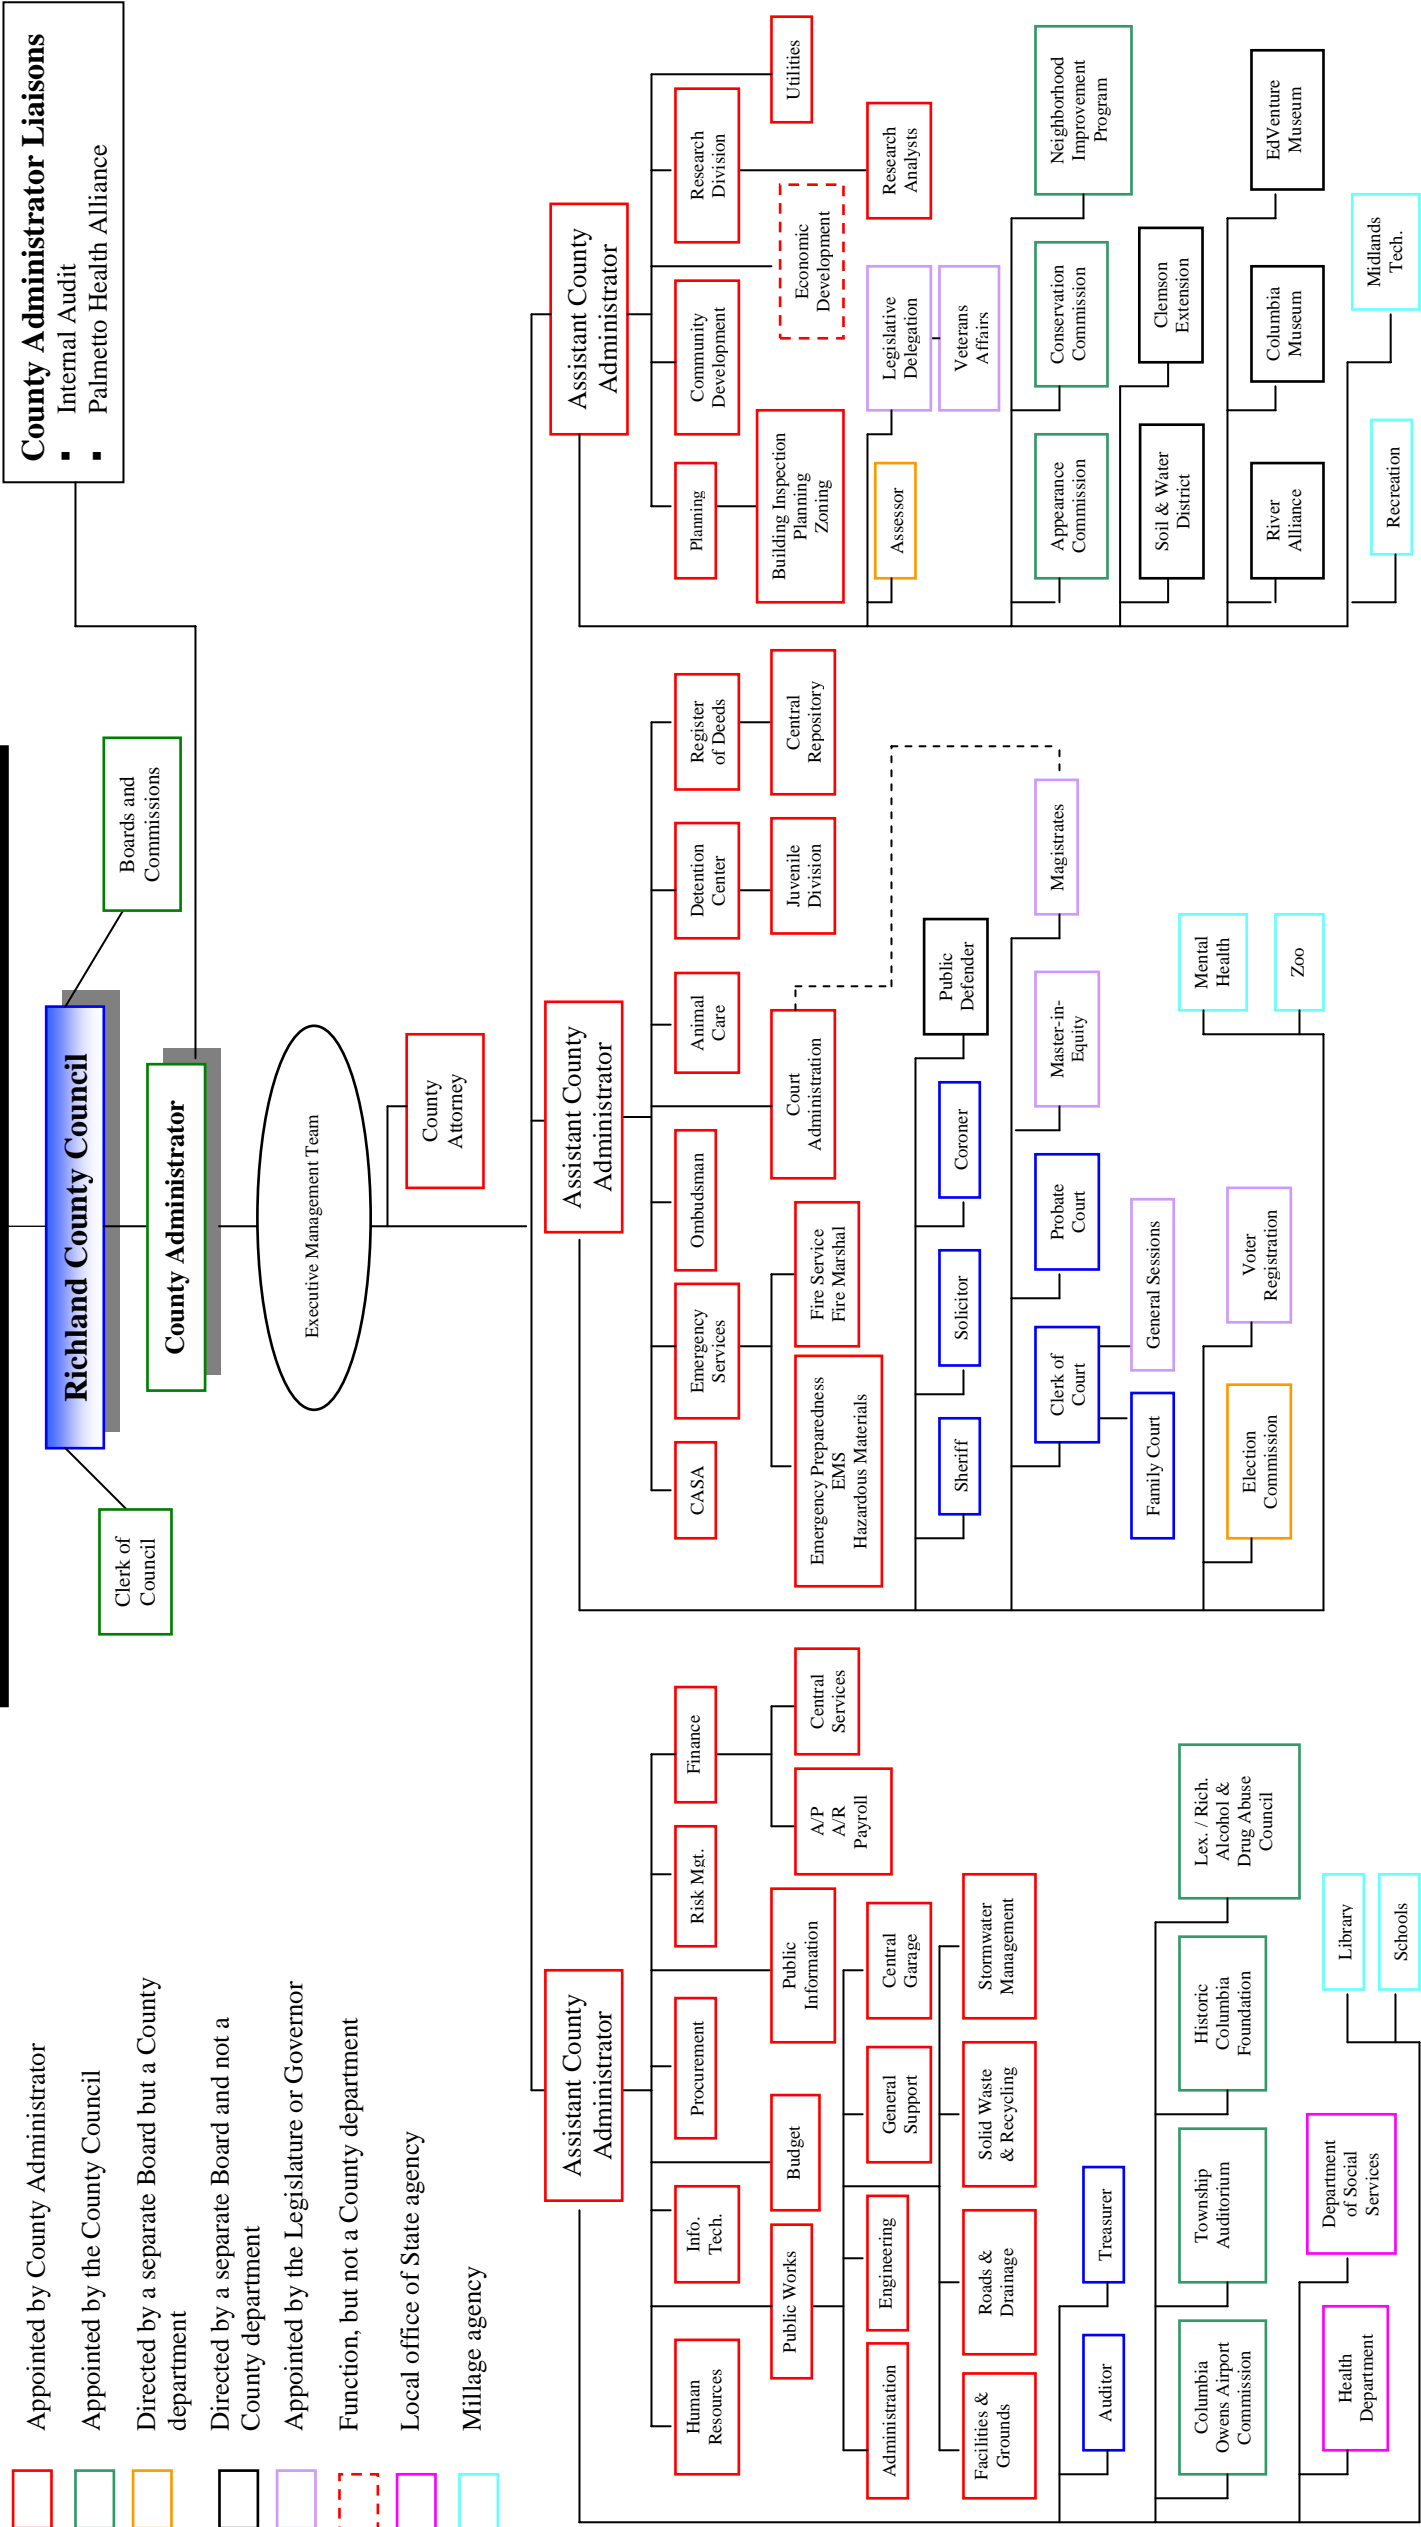 County Administrator Liaisons
▪ Internal Audit
▪ Palmetto Health Alliance
Richland County Council
Clerk of
Council
Boards and
Commissions
County Administrator
Executive Management Team
County
Attorney
Appointed by County Administrator
Appointed by the County Council
Directed by a separate Board but a County
department
Directed by a separate Board and not a
County department
Appointed by the Legislature or Governor
Function, but not a County department
Local office of State agency
Millage agency
Assistant County
Administrator
Human
Resources
Info.
Tech.
Procurement
Risk Mgt.
Finance
Public Works
Budget
Public
Information
A/P
A/R
Payroll
Central
Services
Administration
Engineering
General
Support
Central
Garage
Facilities &
Grounds
Roads &
Drainage
Solid Waste
& Recycling
Stormwater
Management
Auditor
Treasurer
Columbia
Owens Airport
Commission
Township
Auditorium
Historic
Columbia
Foundation
Lex. / Rich.
Alcohol &
Drug Abuse
Council
Health
Department
Department
of Social
Services
Library
Schools
Assistant County
Administrator
CASA
Emergency
Services
Ombudsman
Animal
Care
Detention
Center
Register
of Deeds
Emergency Preparedness
EMS
Hazardous Materials
Fire Service
Fire Marshal
Court
Administration
Juvenile
Division
Central
Repository
Sheriff
Solicitor
Coroner
Public
Defender
Clerk of
Court
Probate
Court
Master-in-
Equity
Magistrates
Family Court
General Sessions
Election
Commission
Voter
Registration
Mental
Health
Zoo
Assistant County
Administrator
Planning
Community
Development
Research
Division
Utilities
Building Inspection
Planning
Zoning
Economic
Development
Research
Analysts
Assessor
Legislative
Delegation
Veterans
Affairs
Appearance
Commission
Conservation
Commission
Neighborhood
Improvement
Program
Soil & Water
District
Clemson
Extension
River
Alliance
Columbia
Museum
EdVenture
Museum
Recreation
Midlands
Tech.